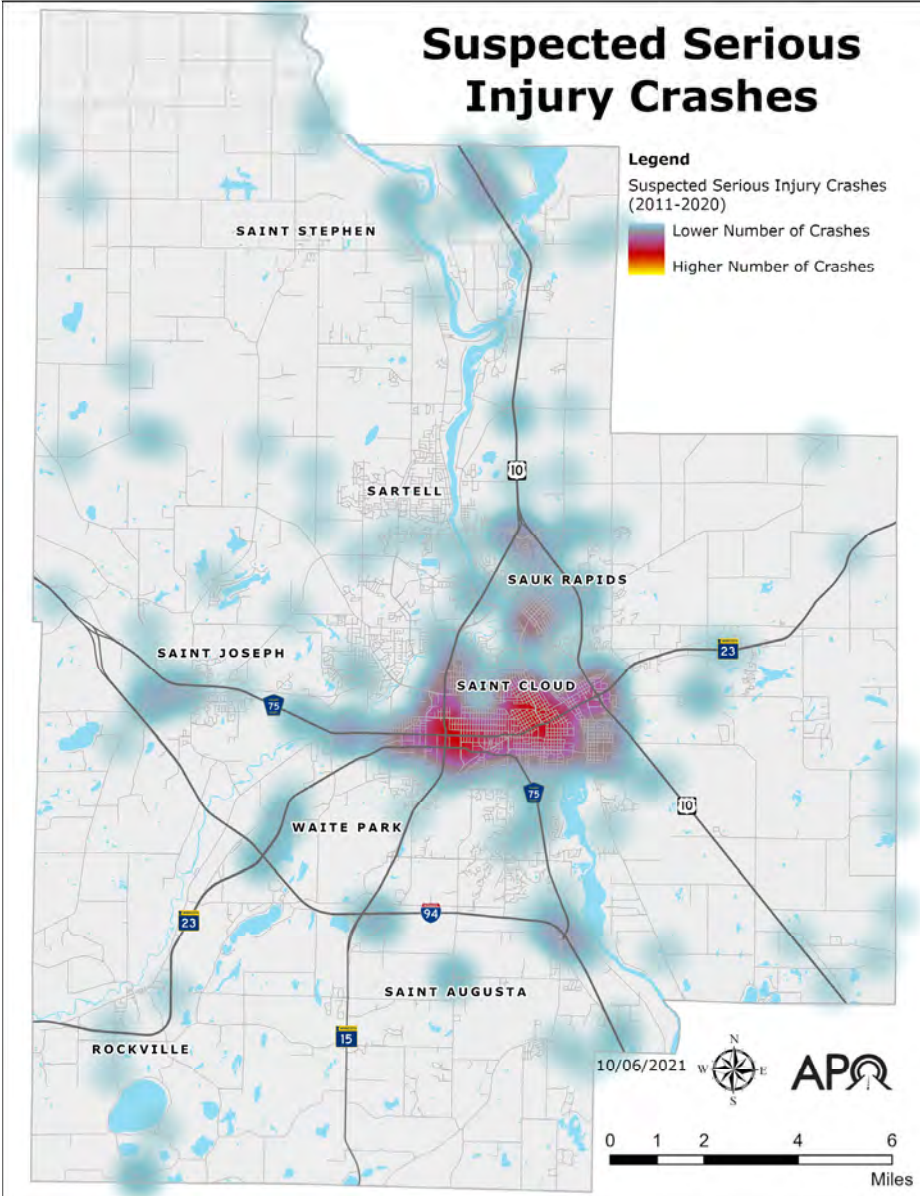 Suspected Serious
Injury Crashes
Legend
Suspected Serious Injury Crashes
(2011-2020)
Lower Number of Crashes
Higher Number of Crashes
SAINT STEPHEN
10
SARTELL
SAUK RAPIDS
SAINT JOSEPH
23
SAINT CLOUD
75
75
10
WAITE PARK
94
23
SAINT AUGUSTA
15
ROCKVILLE
10/06/2021
N
W
E
S
APO
0 1 2 4 6
Miles